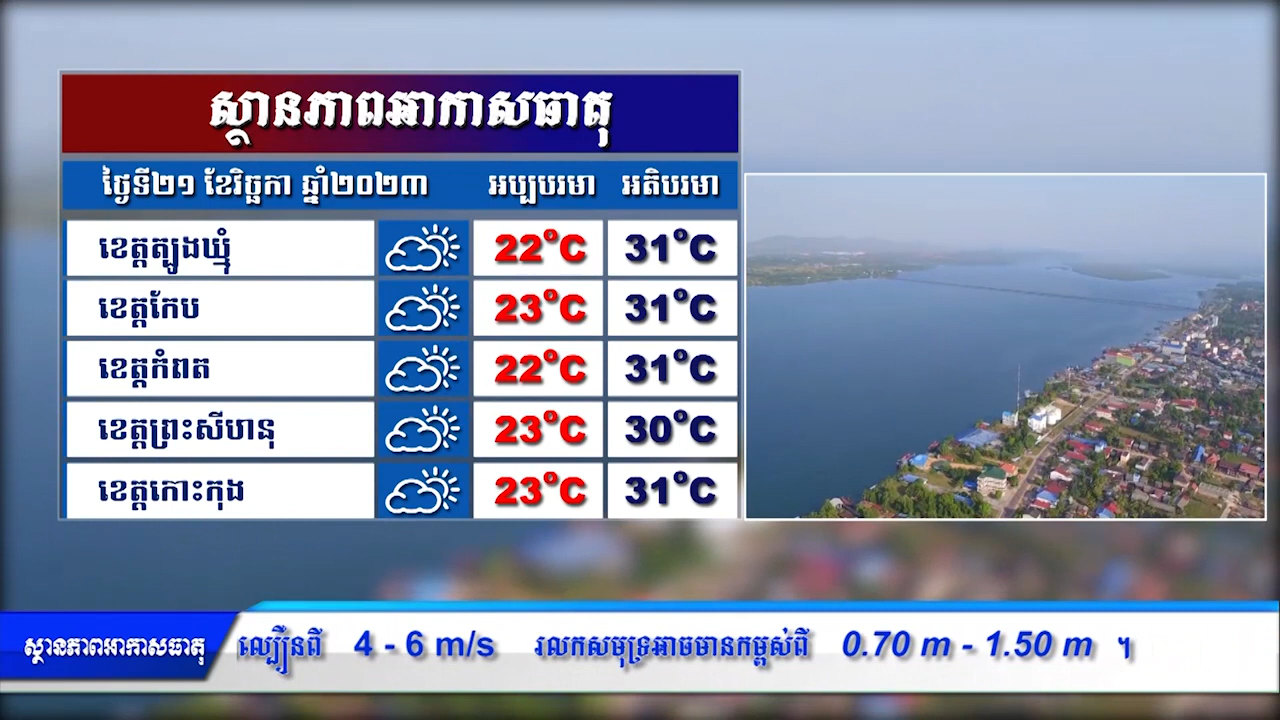 ស្ថានភាពអាកាសធាតុ
ថ្ងៃទី២១ ខែវិច្ឆកា ឆ្នាំ២០២៣ អប្បបរមា អតិបរមា
ខេត្តត្បូងឃ្មុំ 22°C 31°C
ខេត្តកែប 23°C 31°C
ខេត្តកំពត 22°C 31°C
ខេត្តព្រះសីហនុ 23°C 30°C
ខេត្តកោះកុង 23°C 31°C
ស្ថានភាពអាកាសធាតុ ល្បឿនពី 4 - 6 m/s រលកសមុទ្រអាចមានកម្ពស់ពី 0.70 m - 1.50 m ។